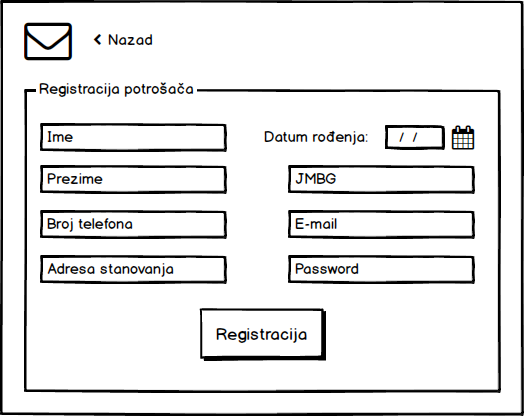 < Nazad
Registracija potrošača
Ime
Datum rođenja: / /
Prezime
JMBG
Broj telefona
E-mail
Adresa stanovanja
Password
Registracija